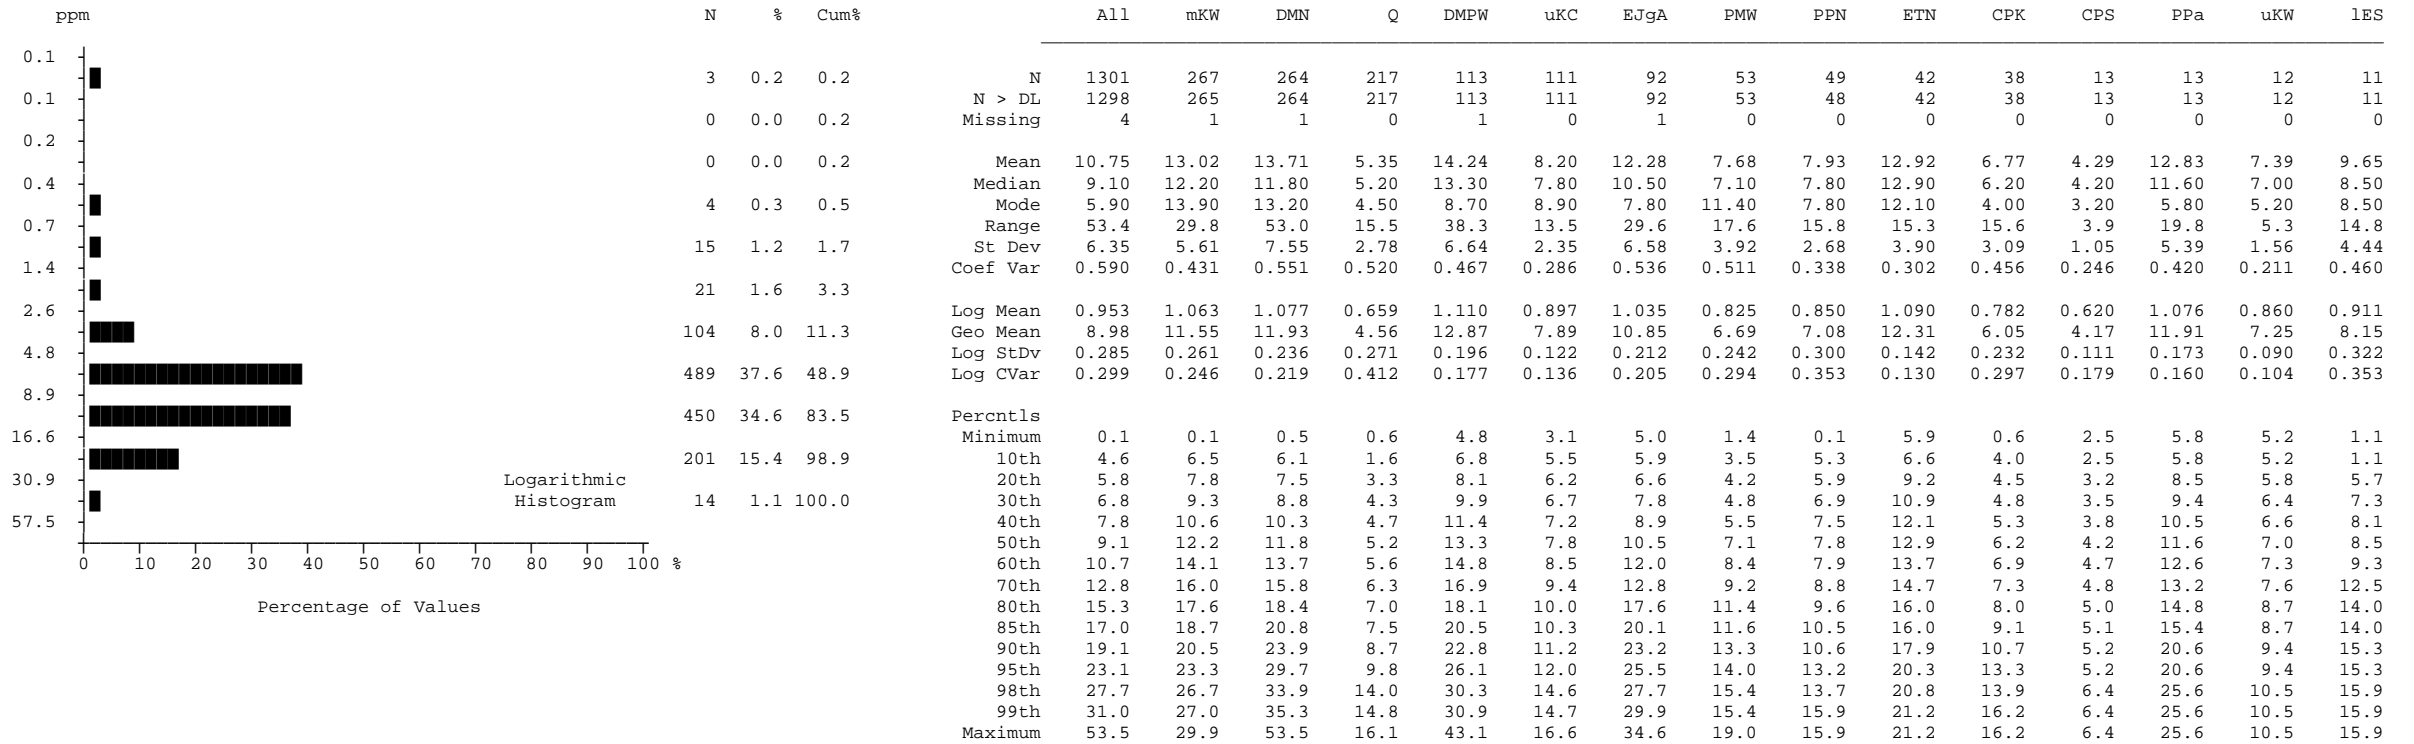 ppm N % Cum% All mKW DMN Q DMPW uKC EJgA PMW PPN ETN CPK CPS PPa uKW lES
0.1
3 0.2 0.2 N 1301 267 264 217 113 111 92 53 49 42 38 13 13 12 11
0.1 N > DL 1298 265 264 217 113 111 92 53 48 42 38 13 13 12 11
0 0.0 0.2 Missing 4 1 1 0 1 0 1 0 0 0 0 0 0 0 0
0.2
0 0.0 0.2 Mean 10.75 13.02 13.71 5.35 14.24 8.20 12.28 7.68 7.93 12.92 6.77 4.29 12.83 7.39 9.65
0.4 Median 9.10 12.20 11.80 5.20 13.30 7.80 10.50 7.10 7.80 12.90 6.20 4.20 11.60 7.00 8.50
4 0.3 0.5 Mode 5.90 13.90 13.20 4.50 8.70 8.90 7.80 11.40 7.80 12.10 4.00 3.20 5.80 5.20 8.50
0.7 Range 53.4 29.8 53.0 15.5 38.3 13.5 29.6 17.6 15.8 15.3 15.6 3.9 19.8 5.3 14.8
15 1.2 1.7 St Dev 6.35 5.61 7.55 2.78 6.64 2.35 6.58 3.92 2.68 3.90 3.09 1.05 5.39 1.56 4.44
1.4 Coef Var 0.590 0.431 0.551 0.520 0.467 0.286 0.536 0.511 0.338 0.302 0.456 0.246 0.420 0.211 0.460
21 1.6 3.3
2.6 Log Mean 0.953 1.063 1.077 0.659 1.110 0.897 1.035 0.825 0.850 1.090 0.782 0.620 1.076 0.860 0.911
104 8.0 11.3 Geo Mean 8.98 11.55 11.93 4.56 12.87 7.89 10.85 6.69 7.08 12.31 6.05 4.17 11.91 7.25 8.15
4.8 Log StDv 0.285 0.261 0.236 0.271 0.196 0.122 0.212 0.242 0.300 0.142 0.232 0.111 0.173 0.090 0.322
489 37.6 48.9 Log CVar 0.299 0.246 0.219 0.412 0.177 0.136 0.205 0.294 0.353 0.130 0.297 0.179 0.160 0.104 0.353
8.9
450 34.6 83.5 Percntls
16.6 Minimum 0.1 0.1 0.5 0.6 4.8 3.1 5.0 1.4 0.1 5.9 0.6 2.5 5.8 5.2 1.1
201 15.4 98.9 10th 4.6 6.5 6.1 1.6 6.8 5.5 5.9 3.5 5.3 6.6 4.0 2.5 5.8 5.2 1.1
30.9 Logarithmic 20th 5.8 7.8 7.5 3.3 8.1 6.2 6.6 4.2 5.9 9.2 4.5 3.2 8.5 5.8 5.7
Histogram 14 1.1 100.0 30th 6.8 9.3 8.8 4.3 9.9 6.7 7.8 4.8 6.9 10.9 4.8 3.5 9.4 6.4 7.3
57.5 40th 7.8 10.6 10.3 4.7 11.4 7.2 8.9 5.5 7.5 12.1 5.3 3.8 10.5 6.6 8.1
50th 9.1 12.2 11.8 5.2 13.3 7.8 10.5 7.1 7.8 12.9 6.2 4.2 11.6 7.0 8.5
0 10 20 30 40 50 60 70 80 90 100 % 60th 10.7 14.1 13.7 5.6 14.8 8.5 12.0 8.4 7.9 13.7 6.9 4.7 12.6 7.3 9.3
70th 12.8 16.0 15.8 6.3 16.9 9.4 12.8 9.2 8.8 14.7 7.3 4.8 13.2 7.6 12.5
Percentage of Values 80th 15.3 17.6 18.4 7.0 18.1 10.0 17.6 11.4 9.6 16.0 8.0 5.0 14.8 8.7 14.0
85th 17.0 18.7 20.8 7.5 20.5 10.3 20.1 11.6 10.5 16.0 9.1 5.1 15.4 8.7 14.0
90th 19.1 20.5 23.9 8.7 22.8 11.2 23.2 13.3 10.6 17.9 10.7 5.2 20.6 9.4 15.3
95th 23.1 23.3 29.7 9.8 26.1 12.0 25.5 14.0 13.2 20.3 13.3 5.2 20.6 9.4 15.3
98th 27.7 26.7 33.9 14.0 30.3 14.6 27.7 15.4 13.7 20.8 13.9 6.4 25.6 10.5 15.9
99th 31.0 27.0 35.3 14.8 30.9 14.7 29.9 15.4 15.9 21.2 16.2 6.4 25.6 10.5 15.9
Maximum 53.5 29.9 53.5 16.1 43.1 16.6 34.6 19.0 15.9 21.2 16.2 6.4 25.6 10.5 15.9